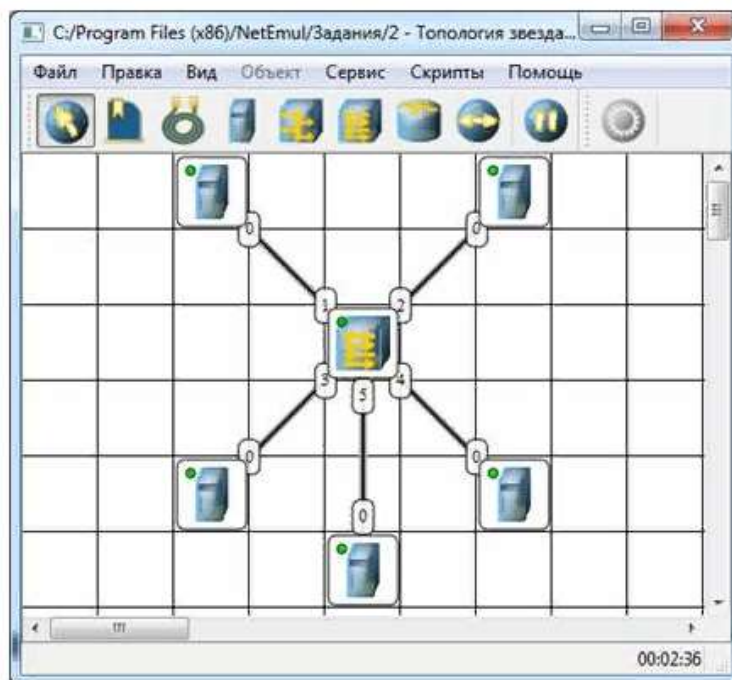 C:/Program Files (x86)/NetEmul/Задания/2 - Топология звезда...
Файл Правка Вид Объект Сервис Скрипты Помощь
0 0
1 2
3 5 4
0 0
0
00:02:36